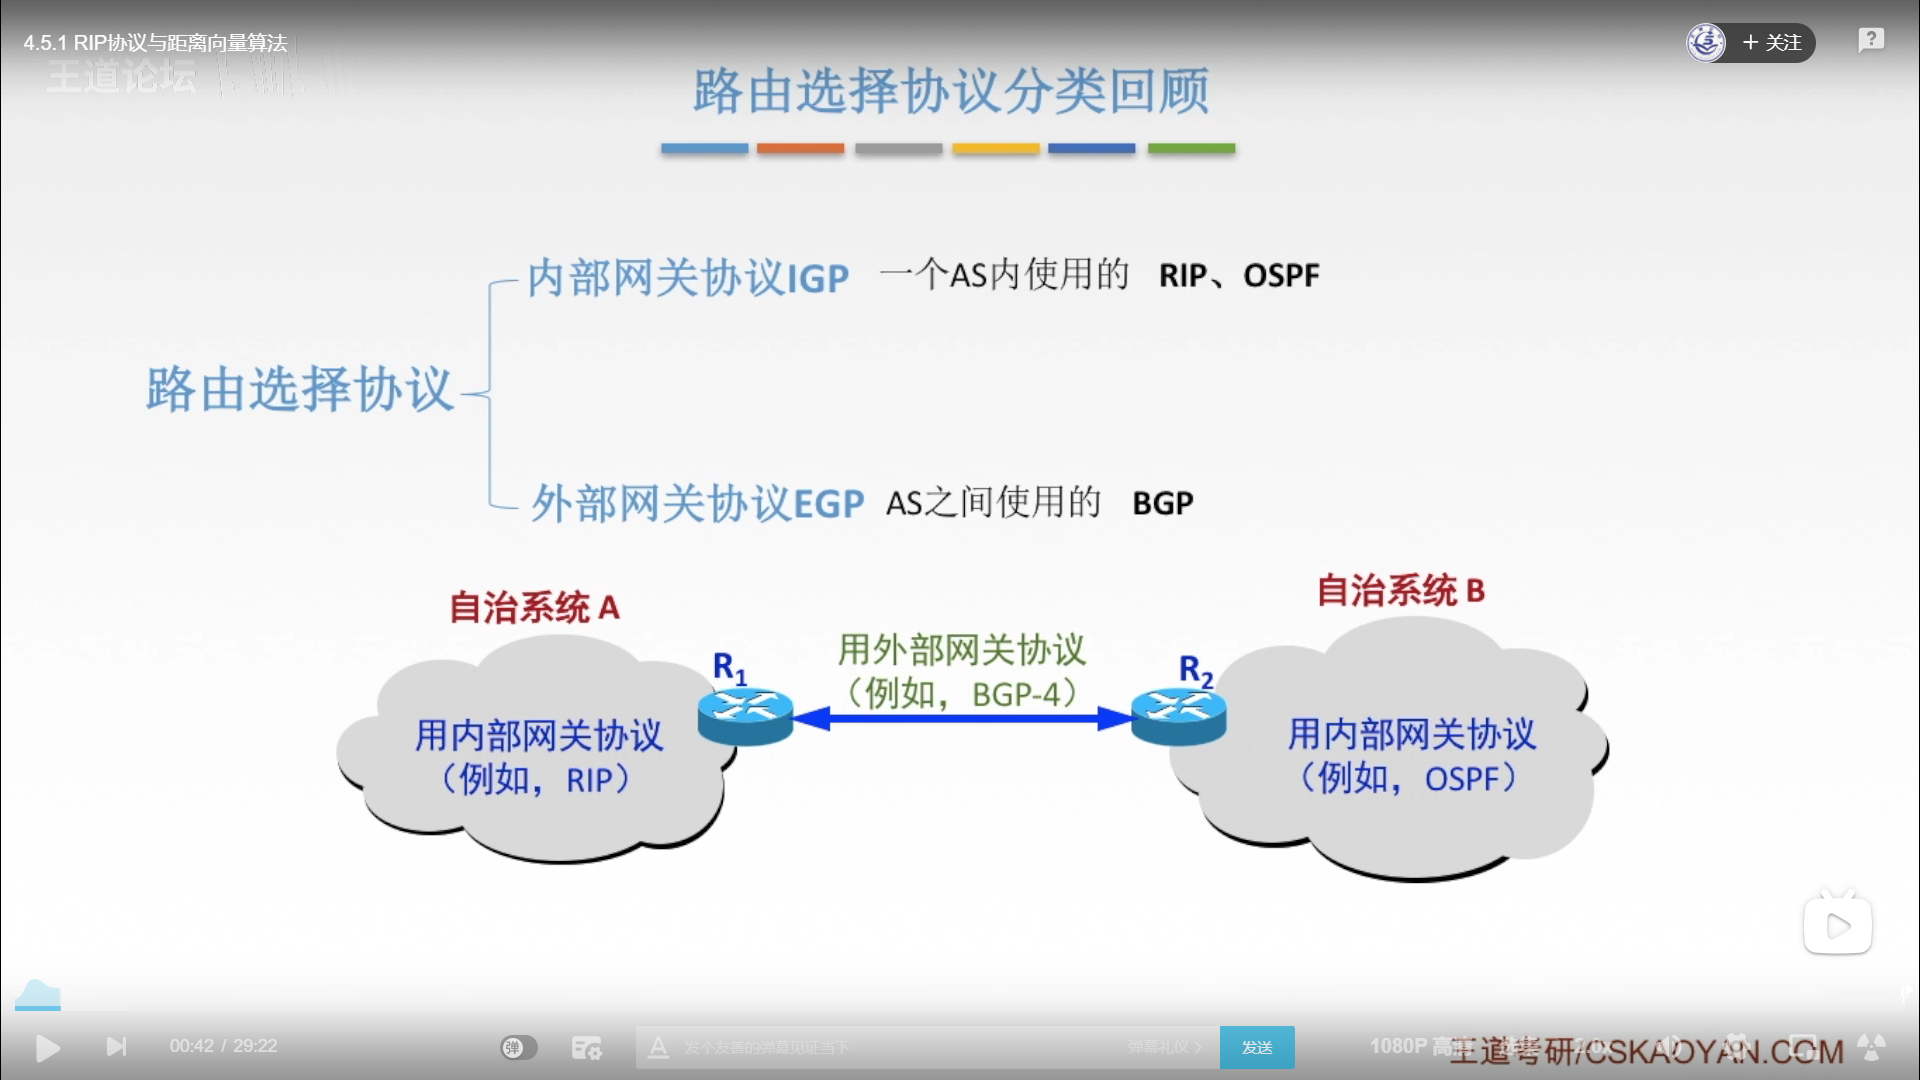 4.5.1 RIP协议与距离向量算法
王道论坛
+ 关注
路由选择协议分类回顾
内部网关协议IGP 一个AS内使用的 RIP、OSPF
路由选择协议
外部网关协议EGP AS之间使用的 BGP
自治系统 A
自治系统 B
用外部网关协议
（例如，BGP-4）
R1
R2
用内部网关协议
（例如，RIP）
用内部网关协议
（例如，OSPF）
00:42 / 29:22
弹
发个友善的弹幕见证当下
弹幕礼仪 >
发送
1080P 高清
2.0x
王道考研/CSKAOYAN.COM